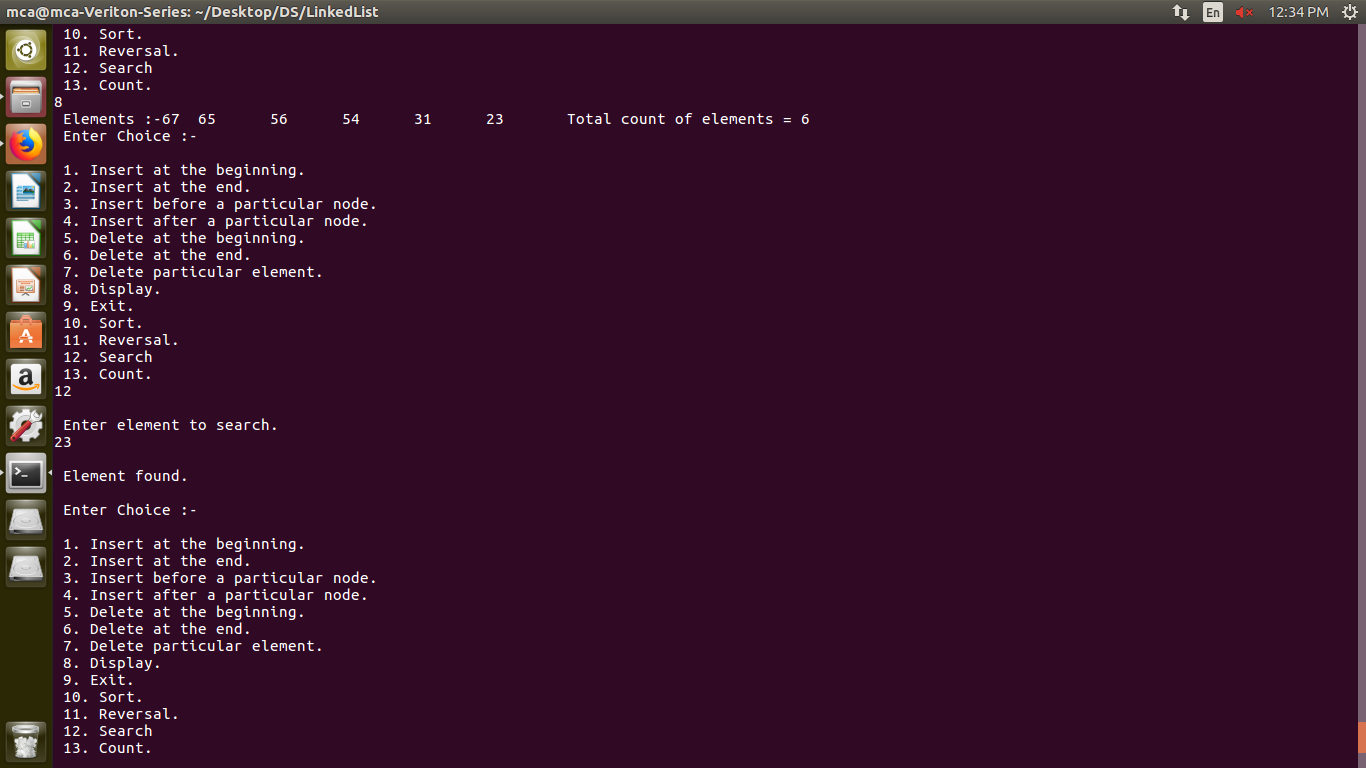 mca@mca-Veriton-Series: ~/Desktop/DS/LinkedList
En
12:34 PM
10. Sort.
11. Reversal.
12. Search
13. Count.
8
Elements :-67 65 56 54 31 23 Total count of elements = 6
Enter Choice :-
1. Insert at the beginning.
2. Insert at the end.
3. Insert before a particular node.
4. Insert after a particular node.
5. Delete at the beginning.
6. Delete at the end.
7. Delete particular element.
8. Display.
9. Exit.
10. Sort.
11. Reversal.
12. Search
13. Count.
12
Enter element to search.
23
Element found.
Enter Choice :-
1. Insert at the beginning.
2. Insert at the end.
3. Insert before a particular node.
4. Insert after a particular node.
5. Delete at the beginning.
6. Delete at the end.
7. Delete particular element.
8. Display.
9. Exit.
10. Sort.
11. Reversal.
12. Search
13. Count.